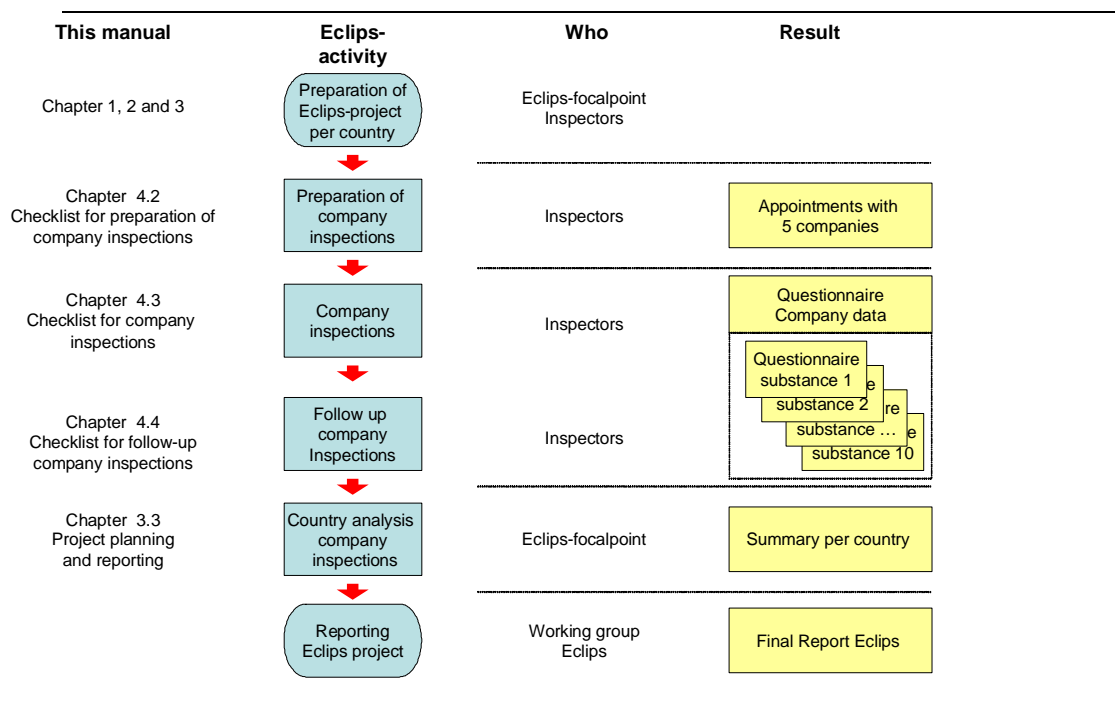 This manual
Eclips-
activity
Who
Result
Chapter 1, 2 and 3
Preparation of
Eclips-project
per country
Eclips-focalpoint
Inspectors
Chapter 4.2
Checklist for preparation of
company inspections
Preparation of
company
inspections
Inspectors
Appointments with
5 companies
Chapter 4.3
Checklist for company
inspections
Company
inspections
Inspectors
Questionnaire
Company data
Questionnaire
substance 1
e
substance 2
re
substance …
e
substance 10
Chapter 4.4
Checklist for follow-up
company inspections
Follow up
company
Inspections
Inspectors
Chapter 3.3
Project planning
and reporting
Country analysis
company
inspections
Eclips-focalpoint
Summary per country
Reporting
Eclips project
Working group
Eclips
Final Report Eclips